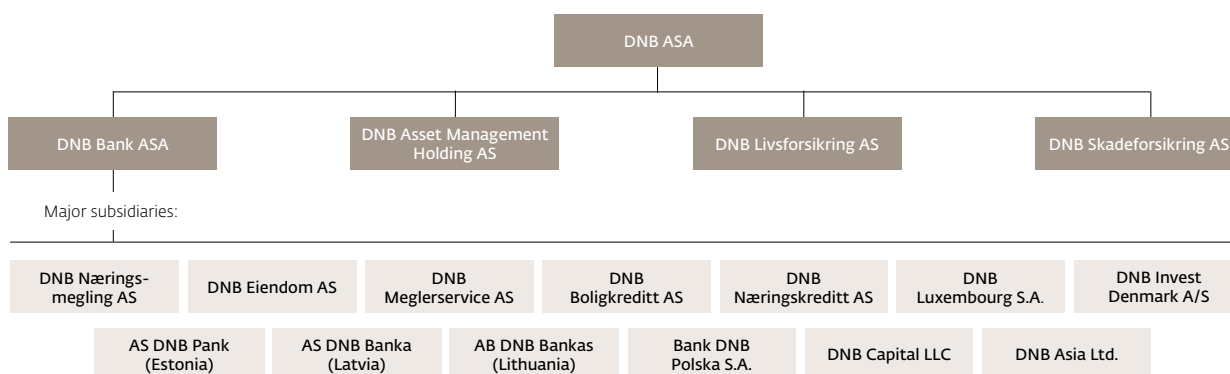 DNB ASA
DNB Bank ASA
DNB Asset Management
Holding AS
DNB Livsforsikring AS
DNB Skadeforsikring AS
Major subsidiaries:
DNB Nærings-
megling AS
DNB Eiendom AS
DNB
Meglerservice AS
DNB
Boligkreditt AS
DNB
Næringskreditt AS
DNB
Luxembourg S.A.
DNB Invest
Denmark A/S
AS DNB Pank
(Estonia)
AS DNB Banka
(Latvia)
AB DNB Bankas
(Lithuania)
Bank DNB
Polska S.A.
DNB Capital LLC
DNB Asia Ltd.